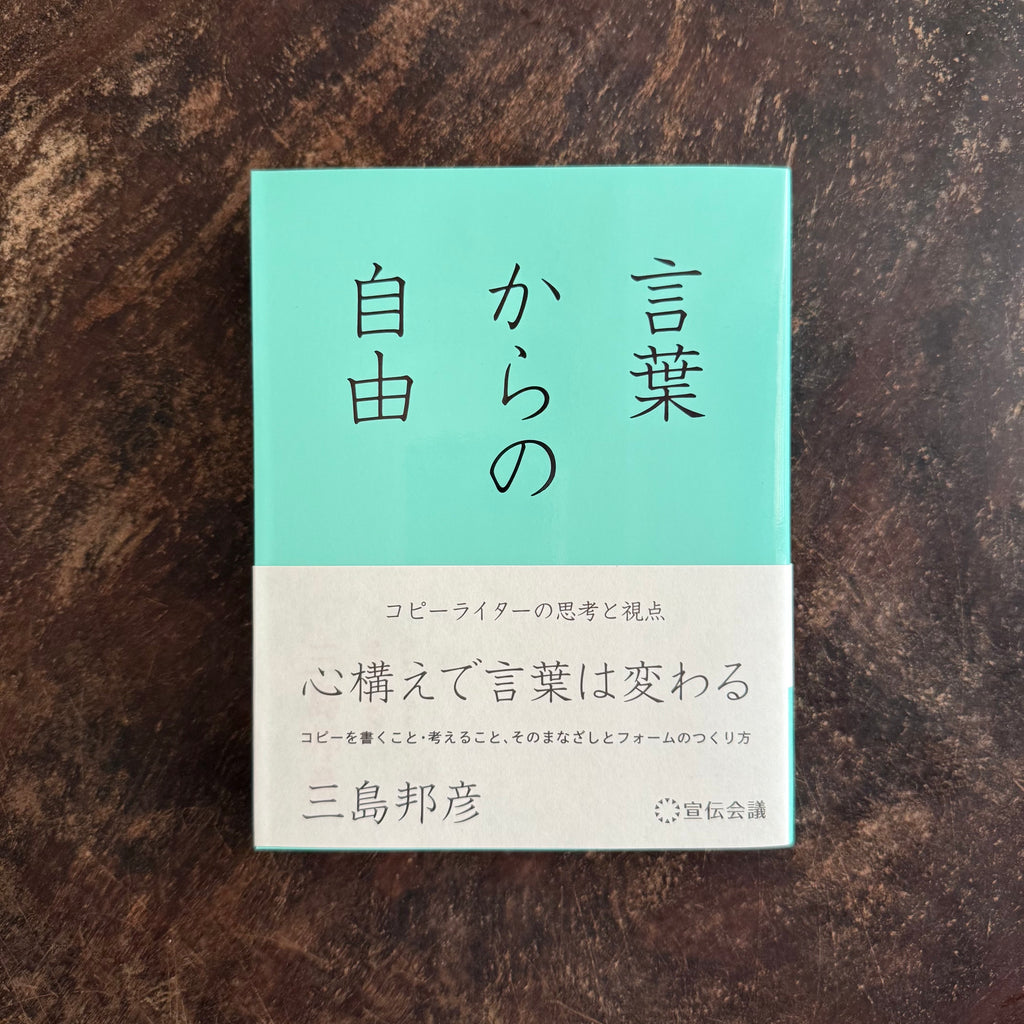 言葉
からの
自由
コピーライターの思考と視点
心構えで言葉は変わる
コピーを書くこと・考えること、そのまなざしとフォームのつくり方
三島邦彦
宣伝会議